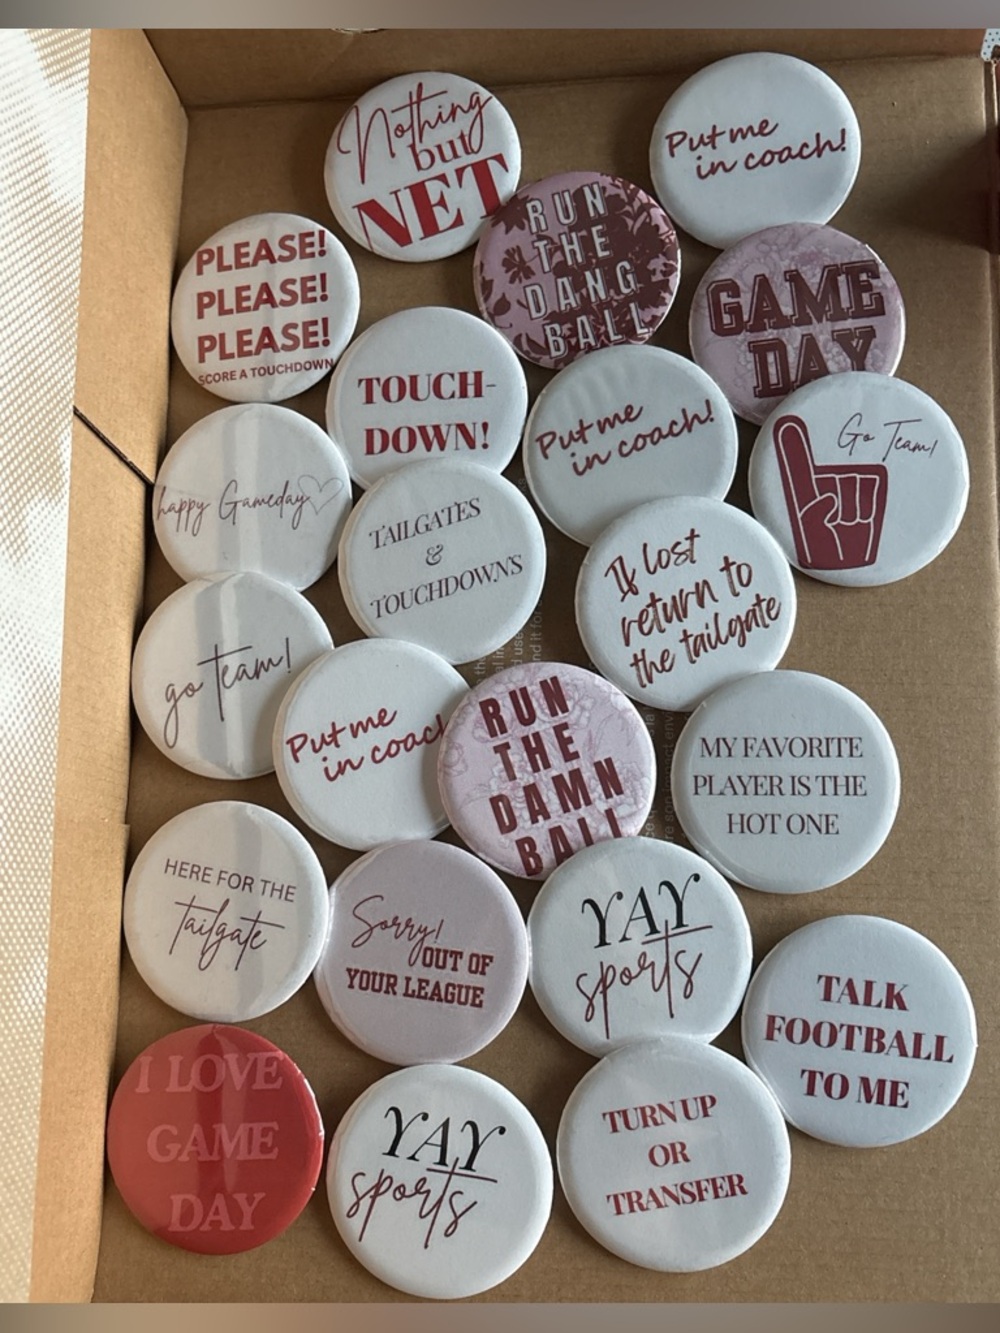 Nothing
but
NET
Put me
in coach!
RUN
THE
DANG
BALL
PLEASE!
PLEASE!
PLEASE!
SCORE A TOUCHDOWN
GAME
DAY
TOUCH-
DOWN!
Put me
in coach!
Go Team!
happy Gameday
TAILGATES
&
TOUCHDOWNS
If lost
return to
the tailgate
go team!
Put me
in coach
RUN
THE
DAMN
BALL
MY FAVORITE
PLAYER IS THE
HOT ONE
HERE FOR THE
tailgate
Sorry!
OUT OF
YOUR LEAGUE
YAY
sports
TALK
FOOTBALL
TO ME
I LOVE
GAME
DAY
YAY
sports
TURN UP
OR
TRANSFER